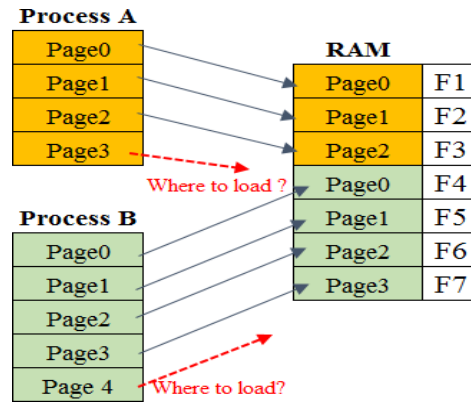 Process A
Page0
Page1
Page2
Page3
Where to load ?
Process B
Page0
Page1
Page2
Page3
Page 4
Where to load?
RAM
Page0 F1
Page1 F2
Page2 F3
Page0 F4
Page1 F5
Page2 F6
Page3 F7